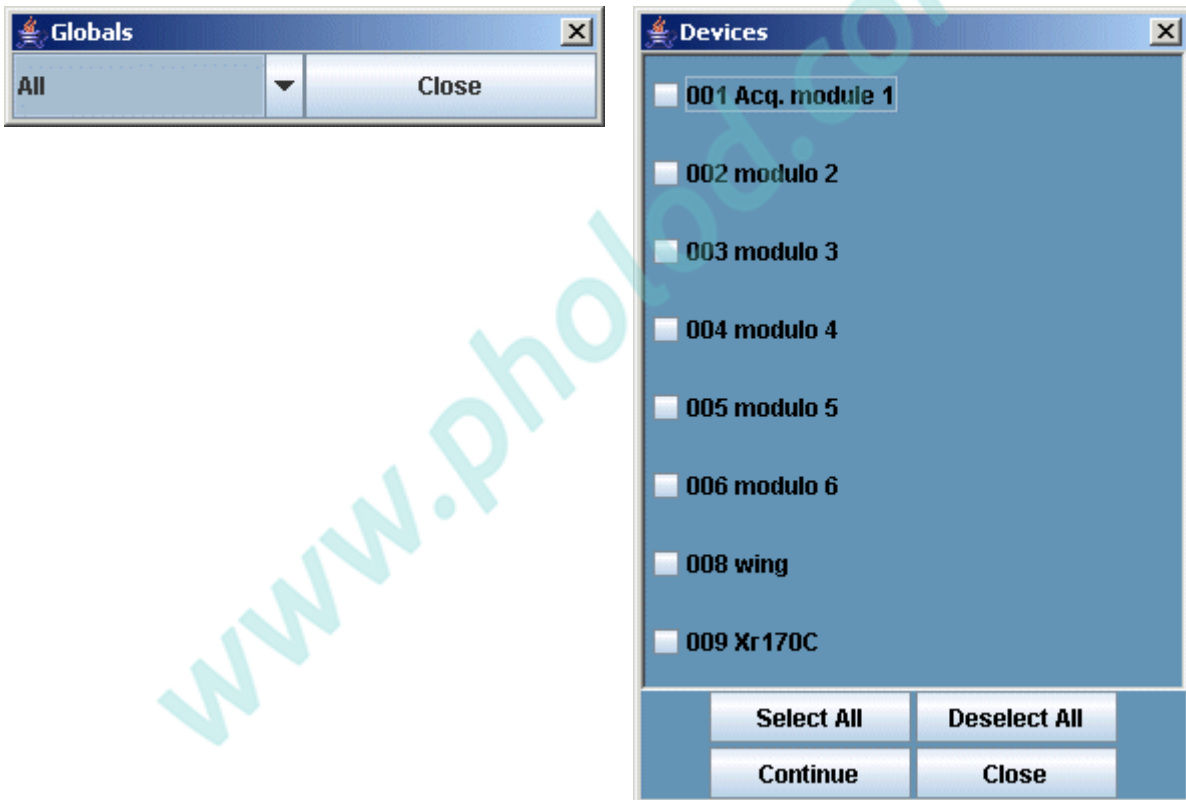 Globals
All
Close
Devices
001 Acq. module 1
002 modulo 2
003 modulo 3
004 modulo 4
005 modulo 5
006 modulo 6
008 wing
009 Xr170C
Select All
Deselect All
Continue
Close
www.pholod.co